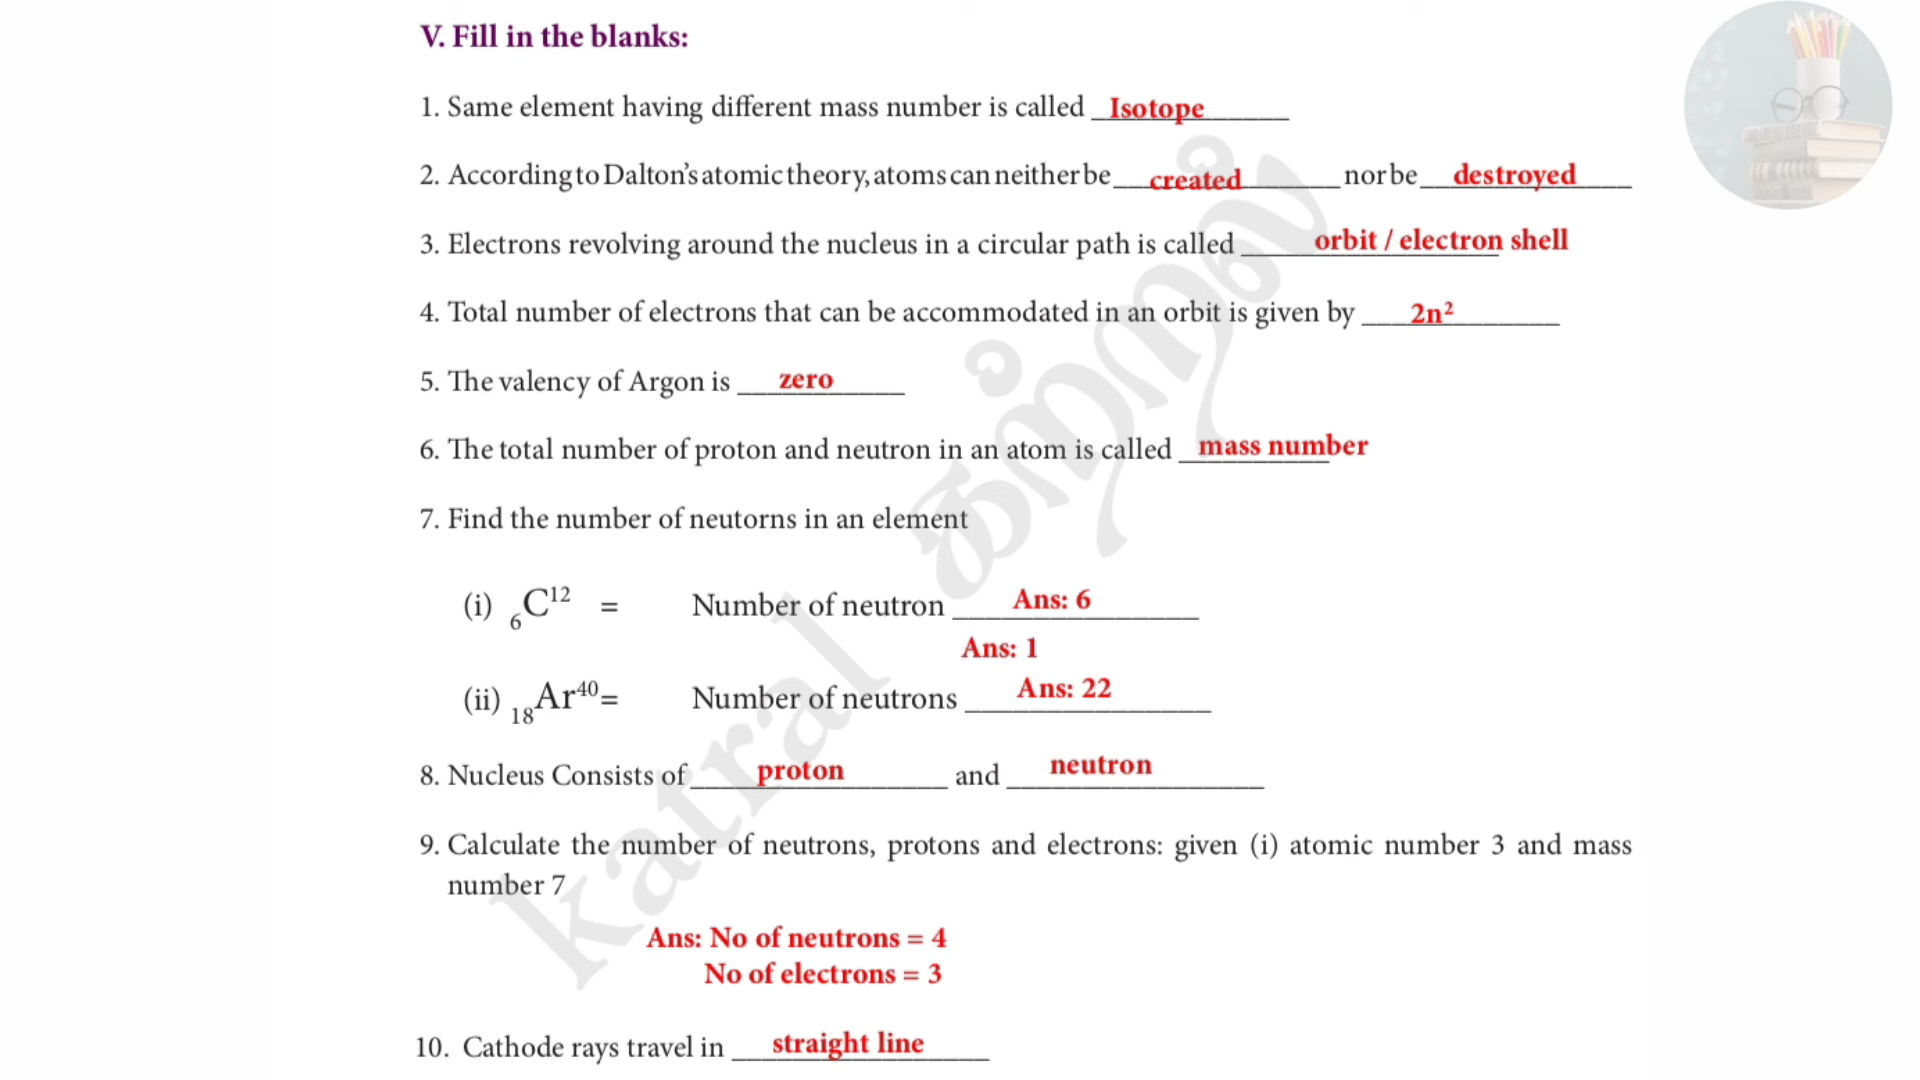 V. Fill in the blanks:
1. Same element having different mass number is called Isotope
2. According to Dalton's atomic theory, atoms can neither be created nor be destroyed
3. Electrons revolving around the nucleus in a circular path is called orbit / electron shell
4. Total number of electrons that can be accommodated in an orbit is given by 2n²
5. The valency of Argon is zero
6. The total number of proton and neutron in an atom is called mass number
7. Find the number of neutorns in an element
(i) ₆C¹² = Number of neutron Ans: 6
Ans: 1
(ii) ₁₈Ar⁴⁰= Number of neutrons Ans: 22
8. Nucleus Consists of proton and neutron
9. Calculate the number of neutrons, protons and electrons: given (i) atomic number 3 and mass
number 7
Ans: No of neutrons = 4
No of electrons = 3
10. Cathode rays travel in straight line
katral கற்றல்